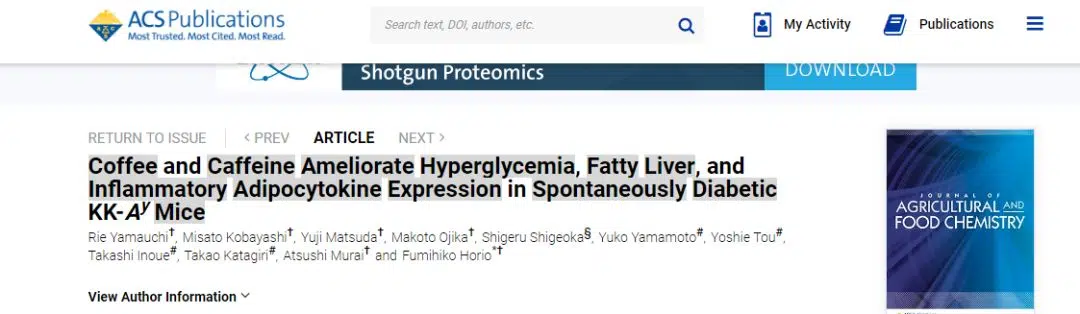 ACS Publications
Most Trusted. Most Cited. Most Read.
Search text, DOI, authors, etc.
My Activity
Publications
Shotgun Proteomics
DOWNLOAD
RETURN TO ISSUE
< PREV
ARTICLE
NEXT >
Coffee and Caffeine Ameliorate Hyperglycemia, Fatty Liver, and
Inflammatory Adipocytokine Expression in Spontaneously Diabetic
KK-Aʸ Mice
Rie Yamauchi†, Misato Kobayashi†, Yuji Matsuda†, Makoto Ojika†, Shigeru Shigeoka§, Yuko Yamamoto#, Yoshie Tou#,
Takashi Inoue#, Takao Katagiri#, Atsushi Murai† and Fumihiko Horio*†
View Author Information
JOURNAL OF
AGRICULTURAL AND
FOOD CHEMISTRY